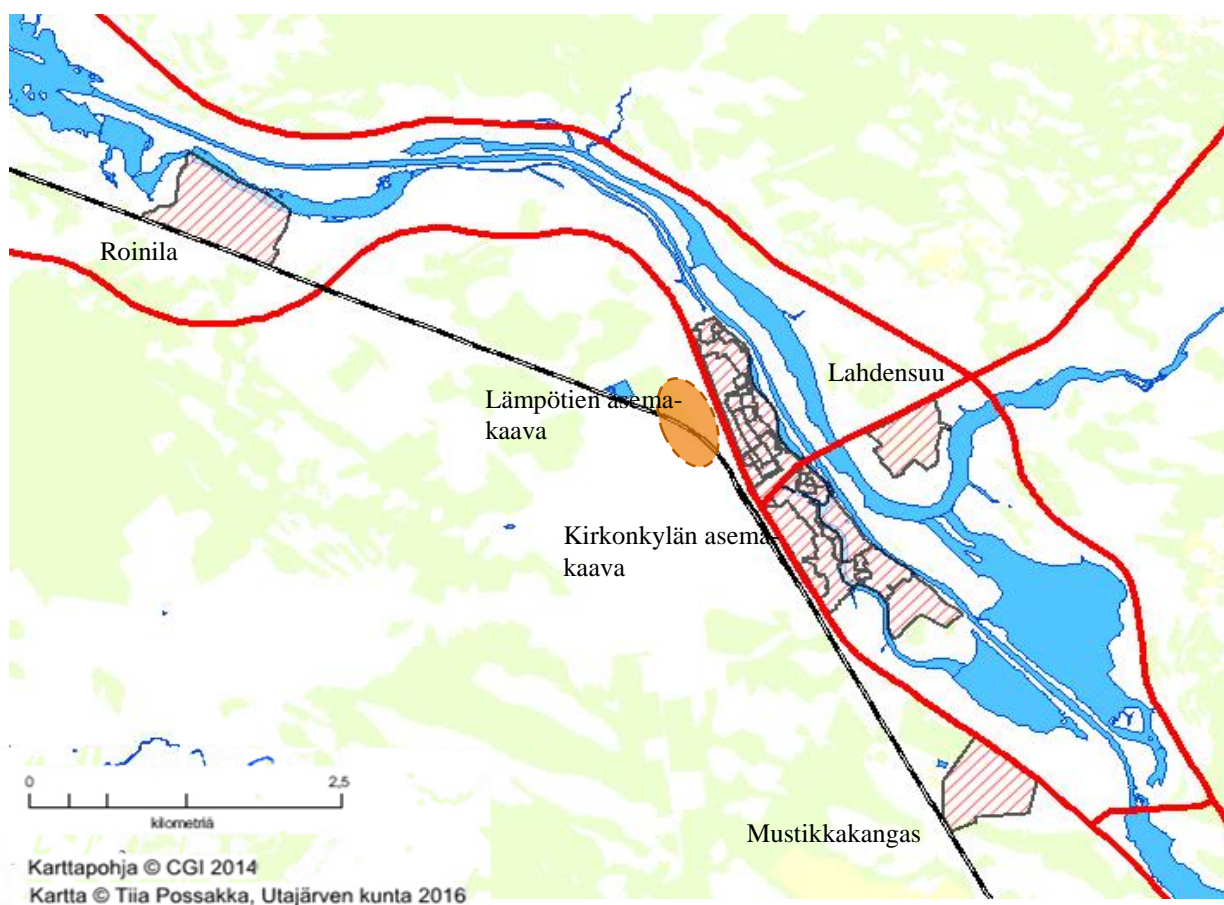 Roinila
Lahdensuu
Lämpötien asema-
kaava
Kirkonkylän asema-
kaava
Mustikkakangas
0 2,5
kilometriä
Karttapohja © CGI 2014
Kartta © Tiia Possakka, Utajärven kunta 2016